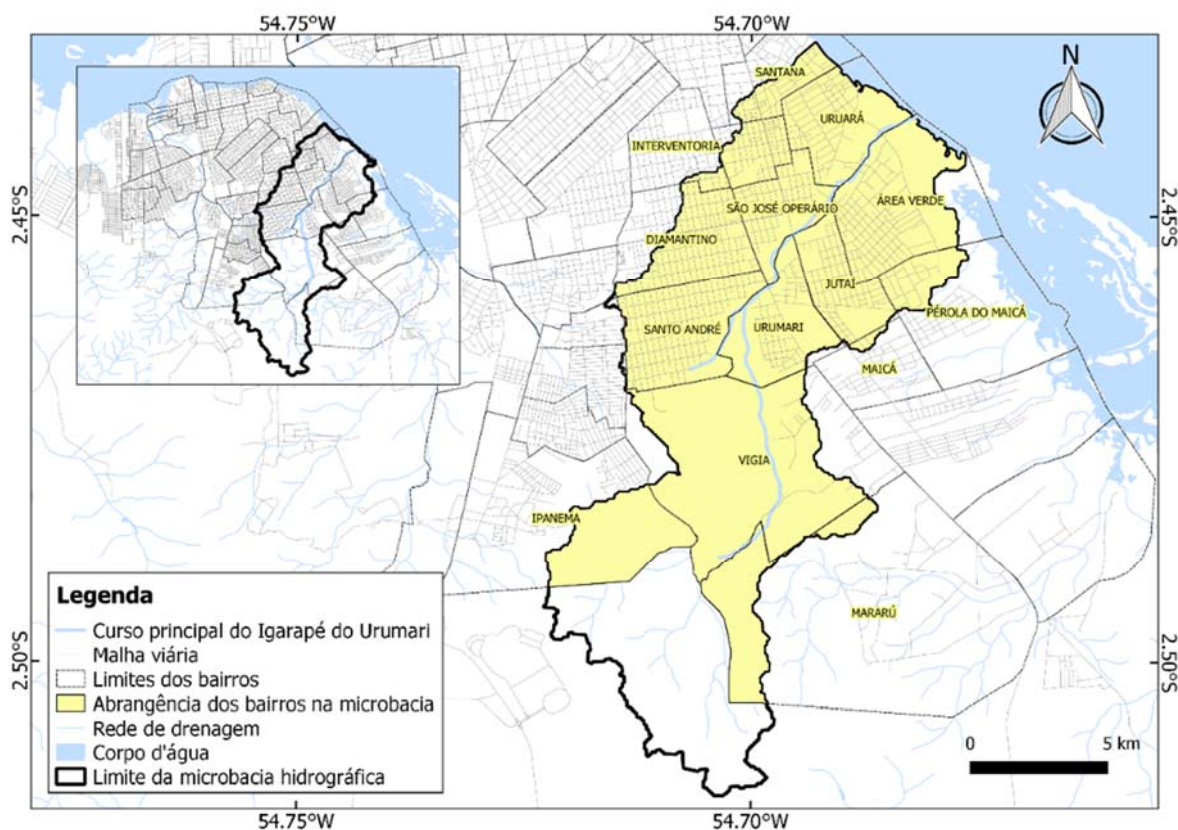 54.75°W
54.70°W
N
SANTANA
URUARÁ
INTERVENTORIA
ÁREA VERDE
SÃO JOSÉ OPERÁRIO
2.45°S
2.45°S
DIAMANTINO
JUTAÍ
PÉROLA DO MAICÁ
SANTO ANDRÉ
URUMARI
MAICÁ
VIGIA
IPANEMA
MARARÚ
Legenda
Curso principal do Igarapé do Urumari
Malha viária
Limites dos bairros
Abrangência dos bairros na microbacia
Rede de drenagem
Corpo d'água
Limite da microbacia hidrográfica
2.50°S
2.50°S
0 5 km
54.75°W
54.70°W